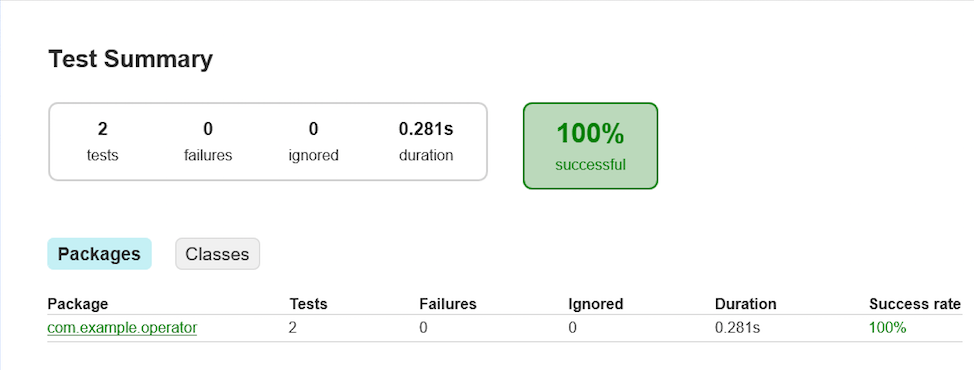 Test Summary
2 0 0 0.281s
tests failures ignored duration
100%
successful
Packages Classes
Package Tests Failures Ignored Duration Success rate
com.example.operator 2 0 0 0.281s 100%